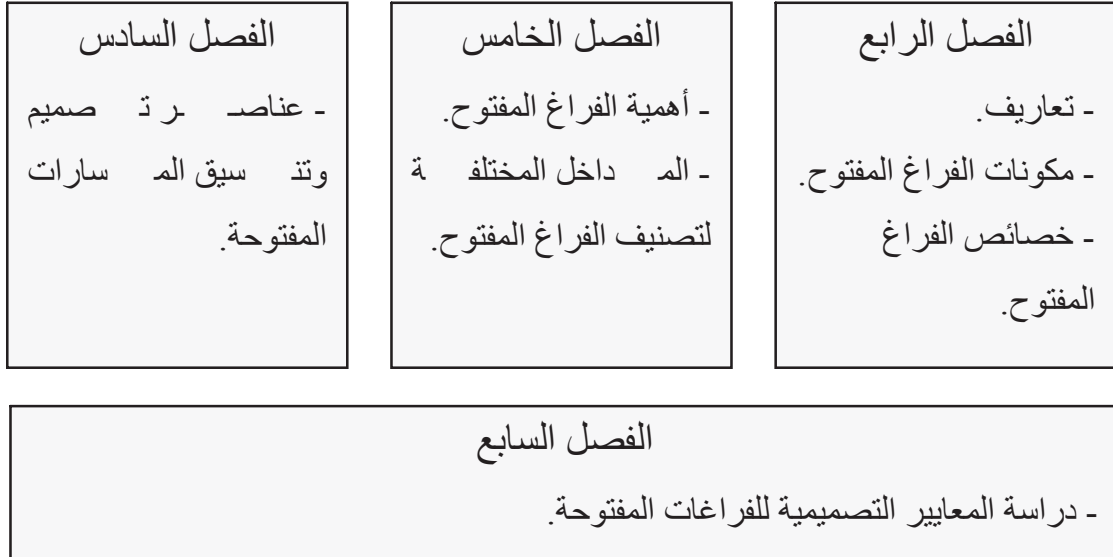 الفصل الرابع
- تعاريف.
- مكونات الفراغ المفتوح.
- خصائص الفراغ
المفتوح.
الفصل الخامس
- أهمية الفراغ المفتوح.
- المداخل المختلفة
لتصنيف الفراغ المفتوح.
الفصل السادس
- عناصر تصميم
وتنسيق المسارات
المفتوحة.
الفصل السابع
- دراسة المعايير التصميمية للفراغات المفتوحة.